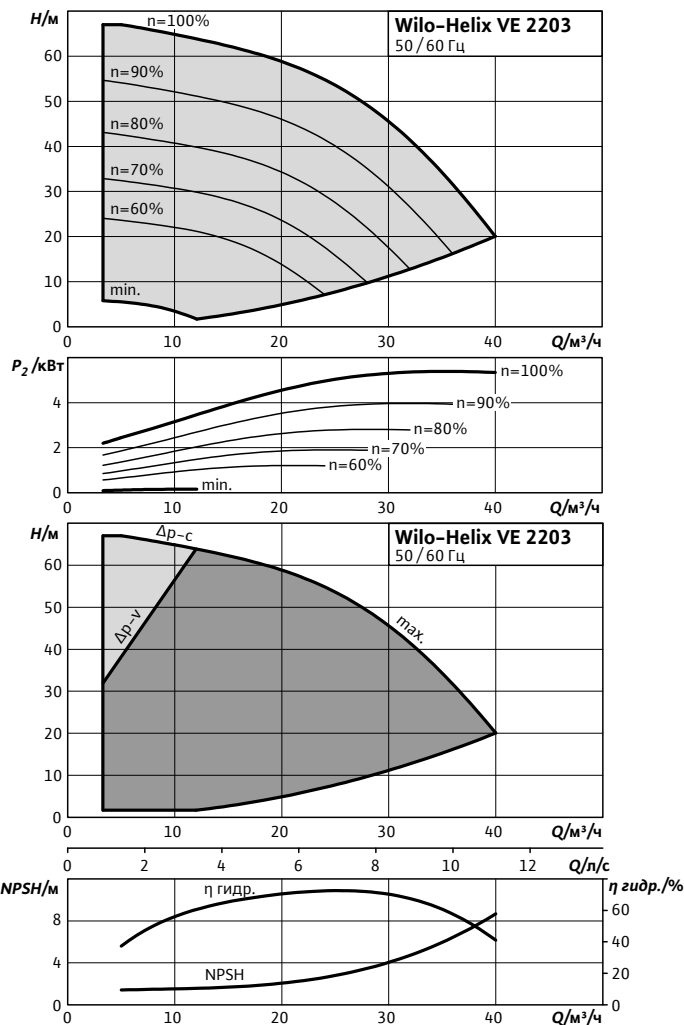 H/м
n=100%
Wilo-Helix VE 2203
50/60 Гц
60
n=90%
50
n=80%
40
n=70%
30
n=60%
20
10
min.
0
0 10 20 30 40 Q/м³/ч
P₂ /кВт
n=100%
4
n=90%
n=80%
2
n=70%
n=60%
min.
0
0 10 20 30 40 Q/м³/ч
H/м
Δp-c
Wilo-Helix VE 2203
50/60 Гц
60
50
Δp-v
max.
40
30
20
10
0
0 10 20 30 40 Q/м³/ч
0 2 4 6 8 10 12 Q/л/с
NPSH/м
η гидр.
η гидр./%
8
60
40
4
NPSH
20
0
0
0 10 20 30 40 Q/м³/ч